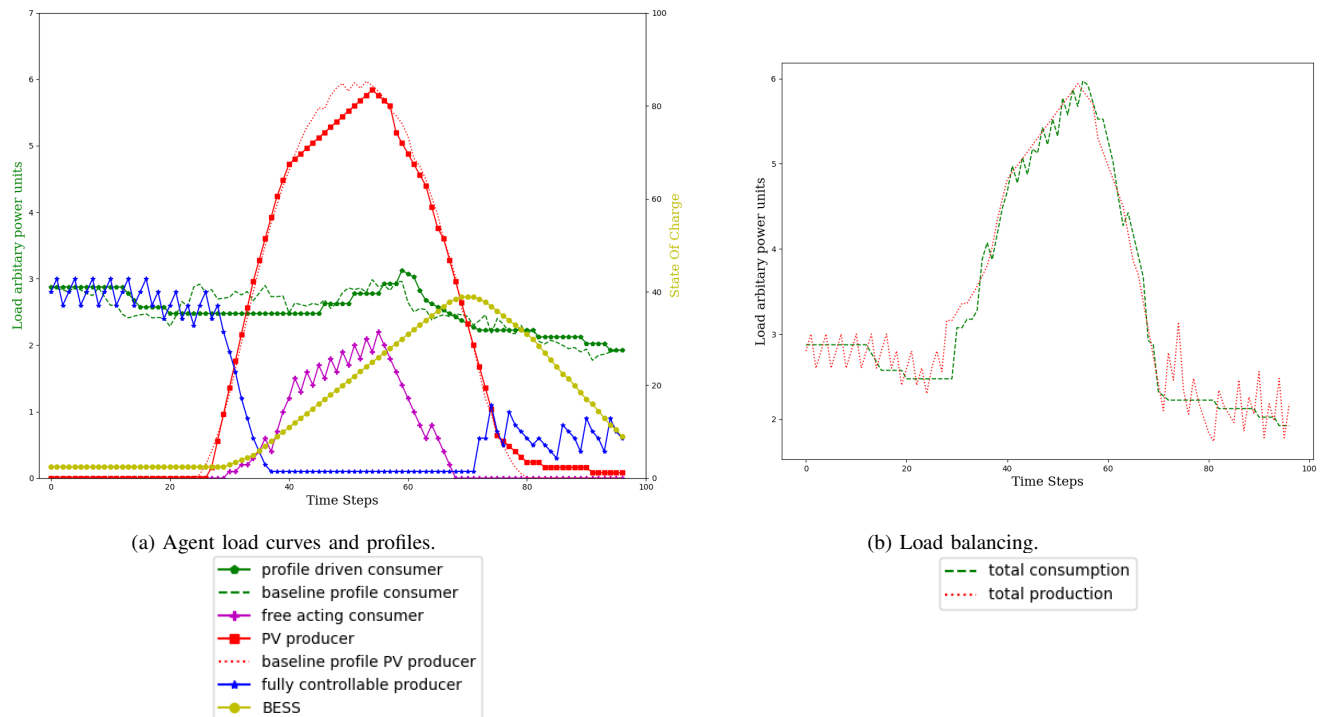 7
6
5
4
3
2
1
0
Load arbitary power units
0
20
40
60
80
100
Time Steps
100
80
60
40
20
0
State Of Charge
(a) Agent load curves and profiles.
profile driven consumer
baseline profile consumer
free acting consumer
PV producer
baseline profile PV producer
fully controllable producer
BESS
6
5
4
3
2
Load arbitary power units
0
20
40
60
80
100
Time Steps
(b) Load balancing.
total consumption
total production